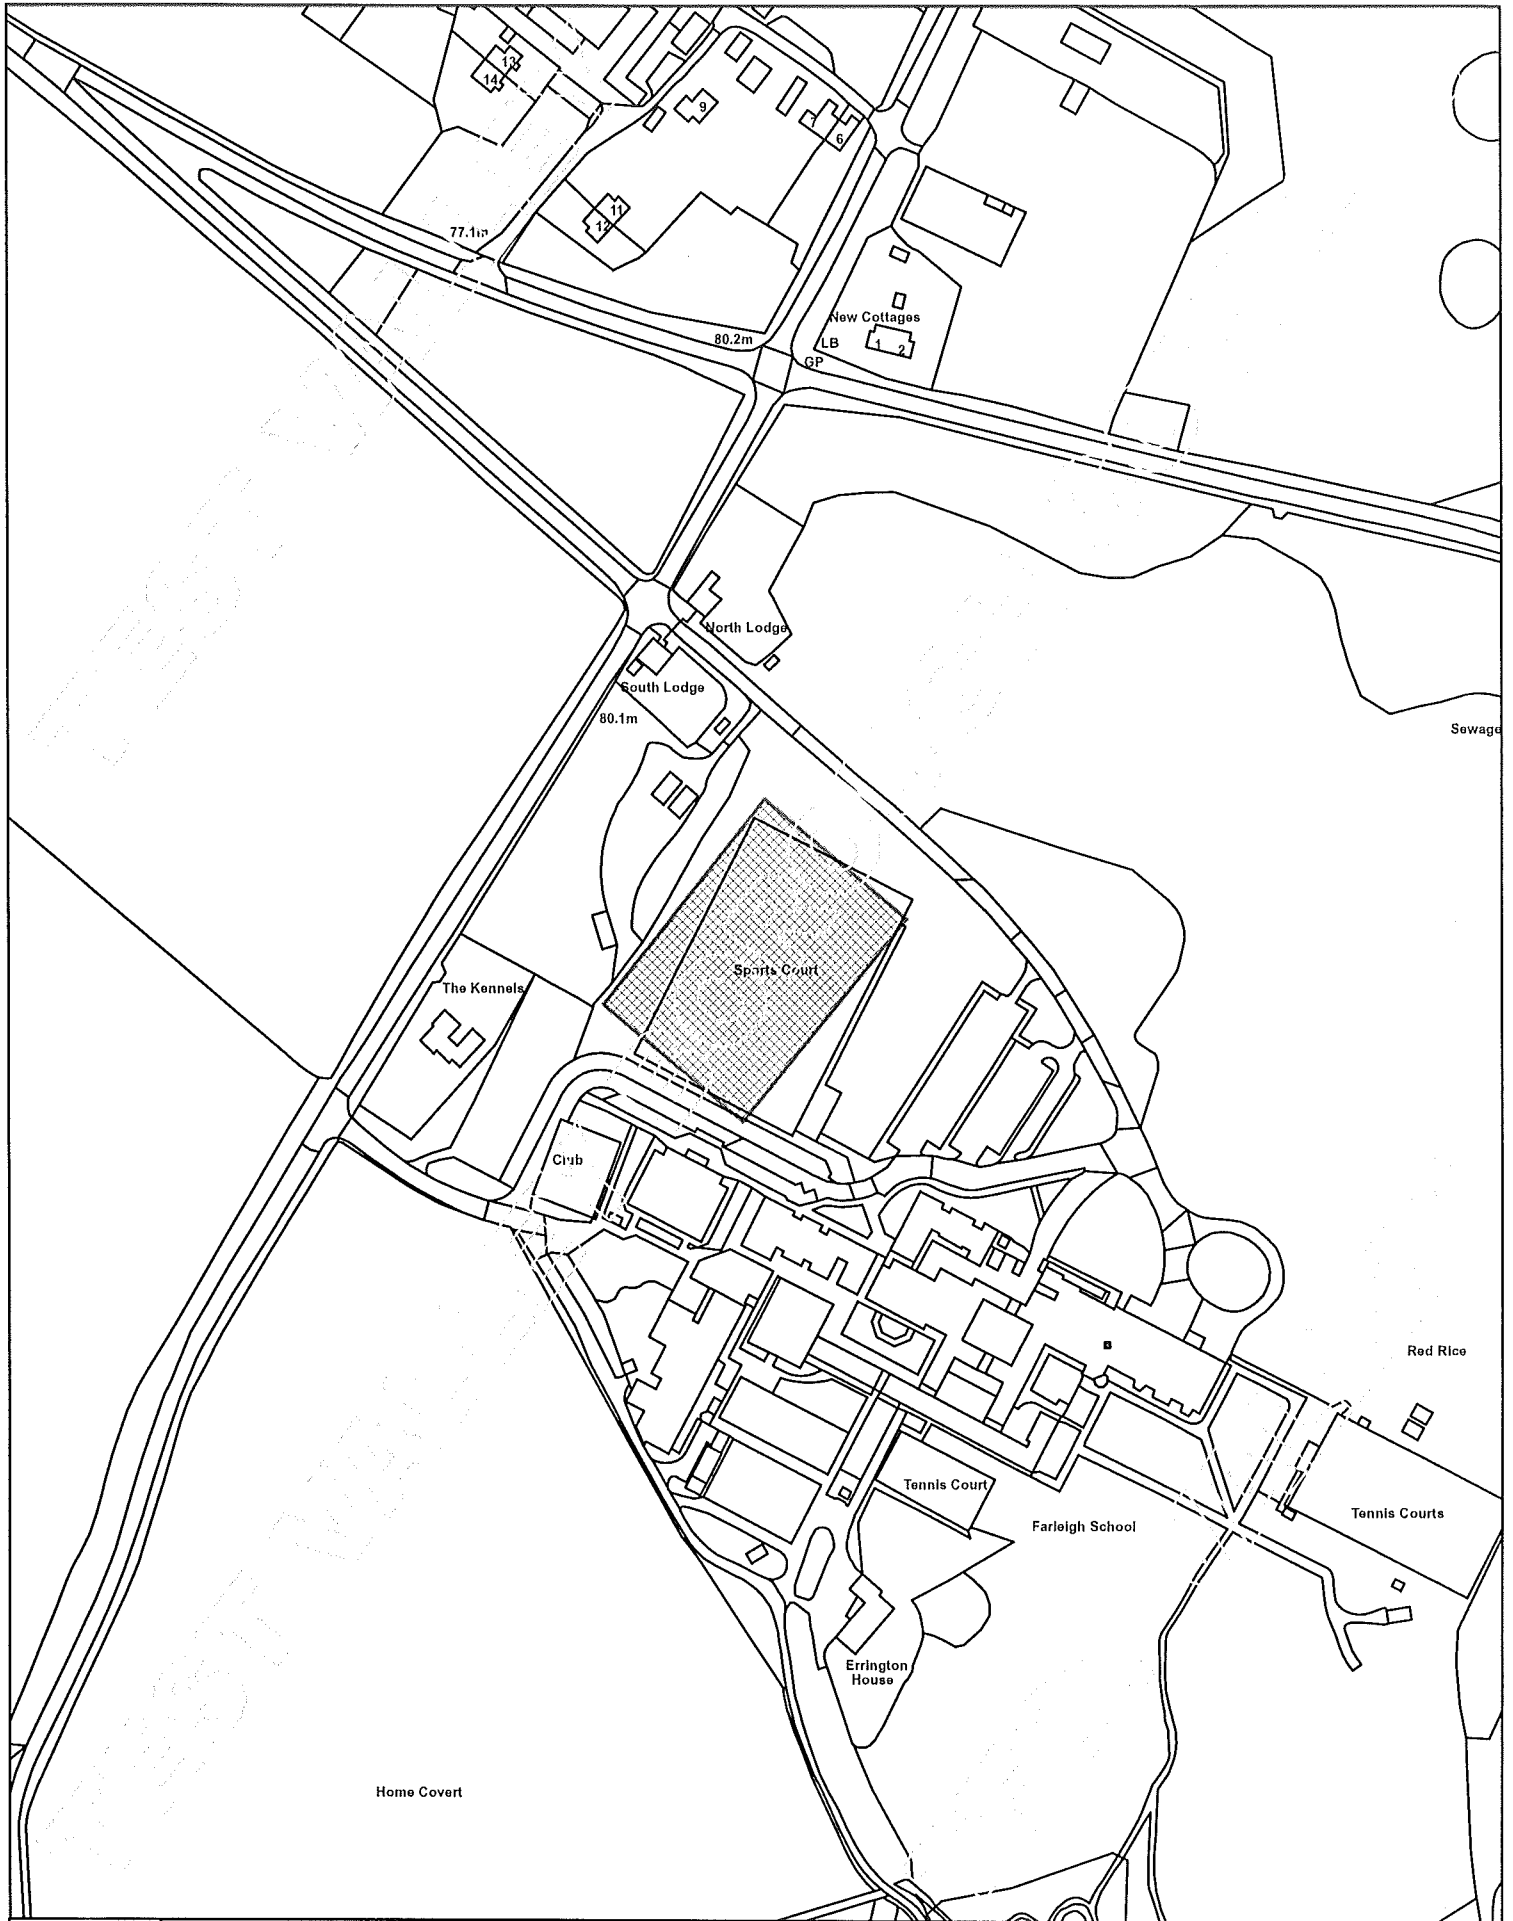 13
14
9
7
6
11
12
77.1m
New Cottages
80.2m
LB
1
2
GP
North Lodge
South Lodge
80.1m
Sewage
Sports Court
The Kennels
Club
Red Rice
Tennis Court
Tennis Courts
Farleigh School
Errington
House
Home Covert